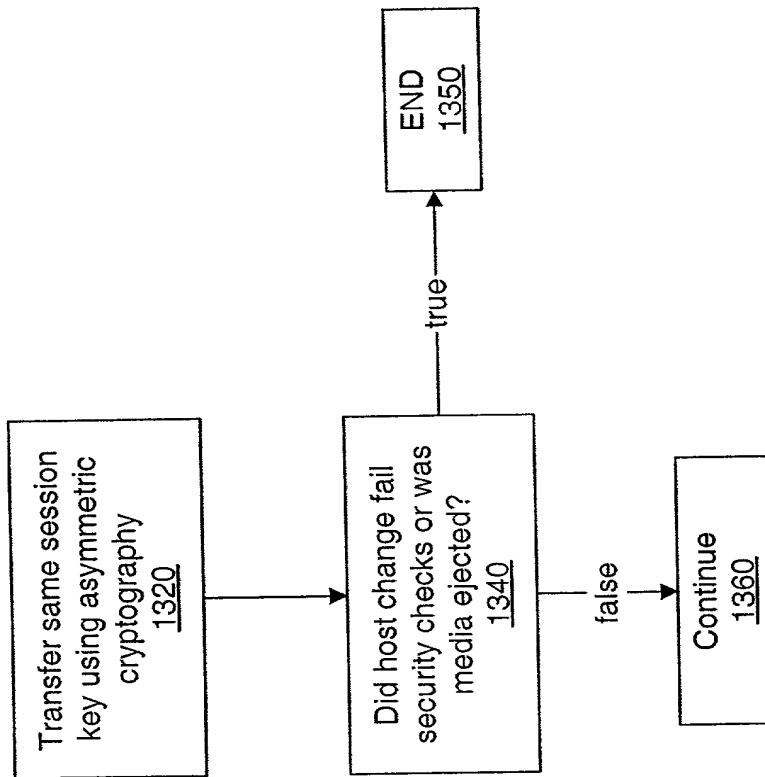 Transfer same session
key using asymmetric
cryptography
1320
Did host change fail
security checks or was
media ejected?
1340
true
END
1350
false
Continue
1360